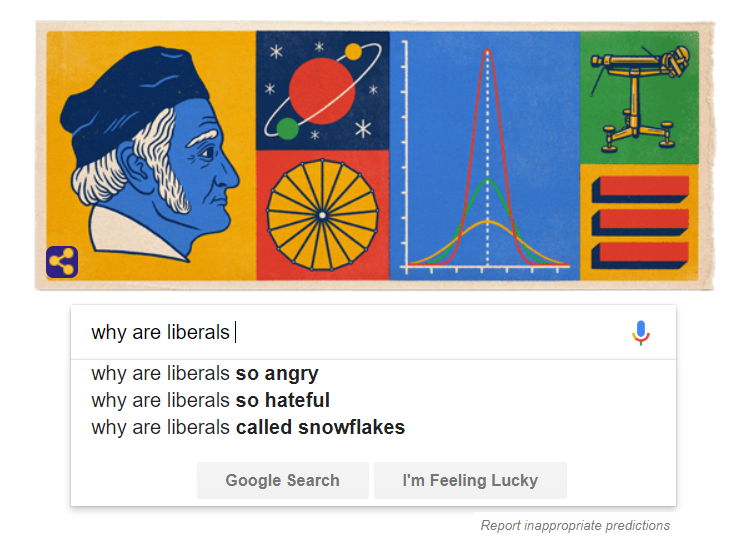 why are liberals
why are liberals so angry
why are liberals so hateful
why are liberals called snowflakes
Google Search
I'm Feeling Lucky
Report inappropriate predictions